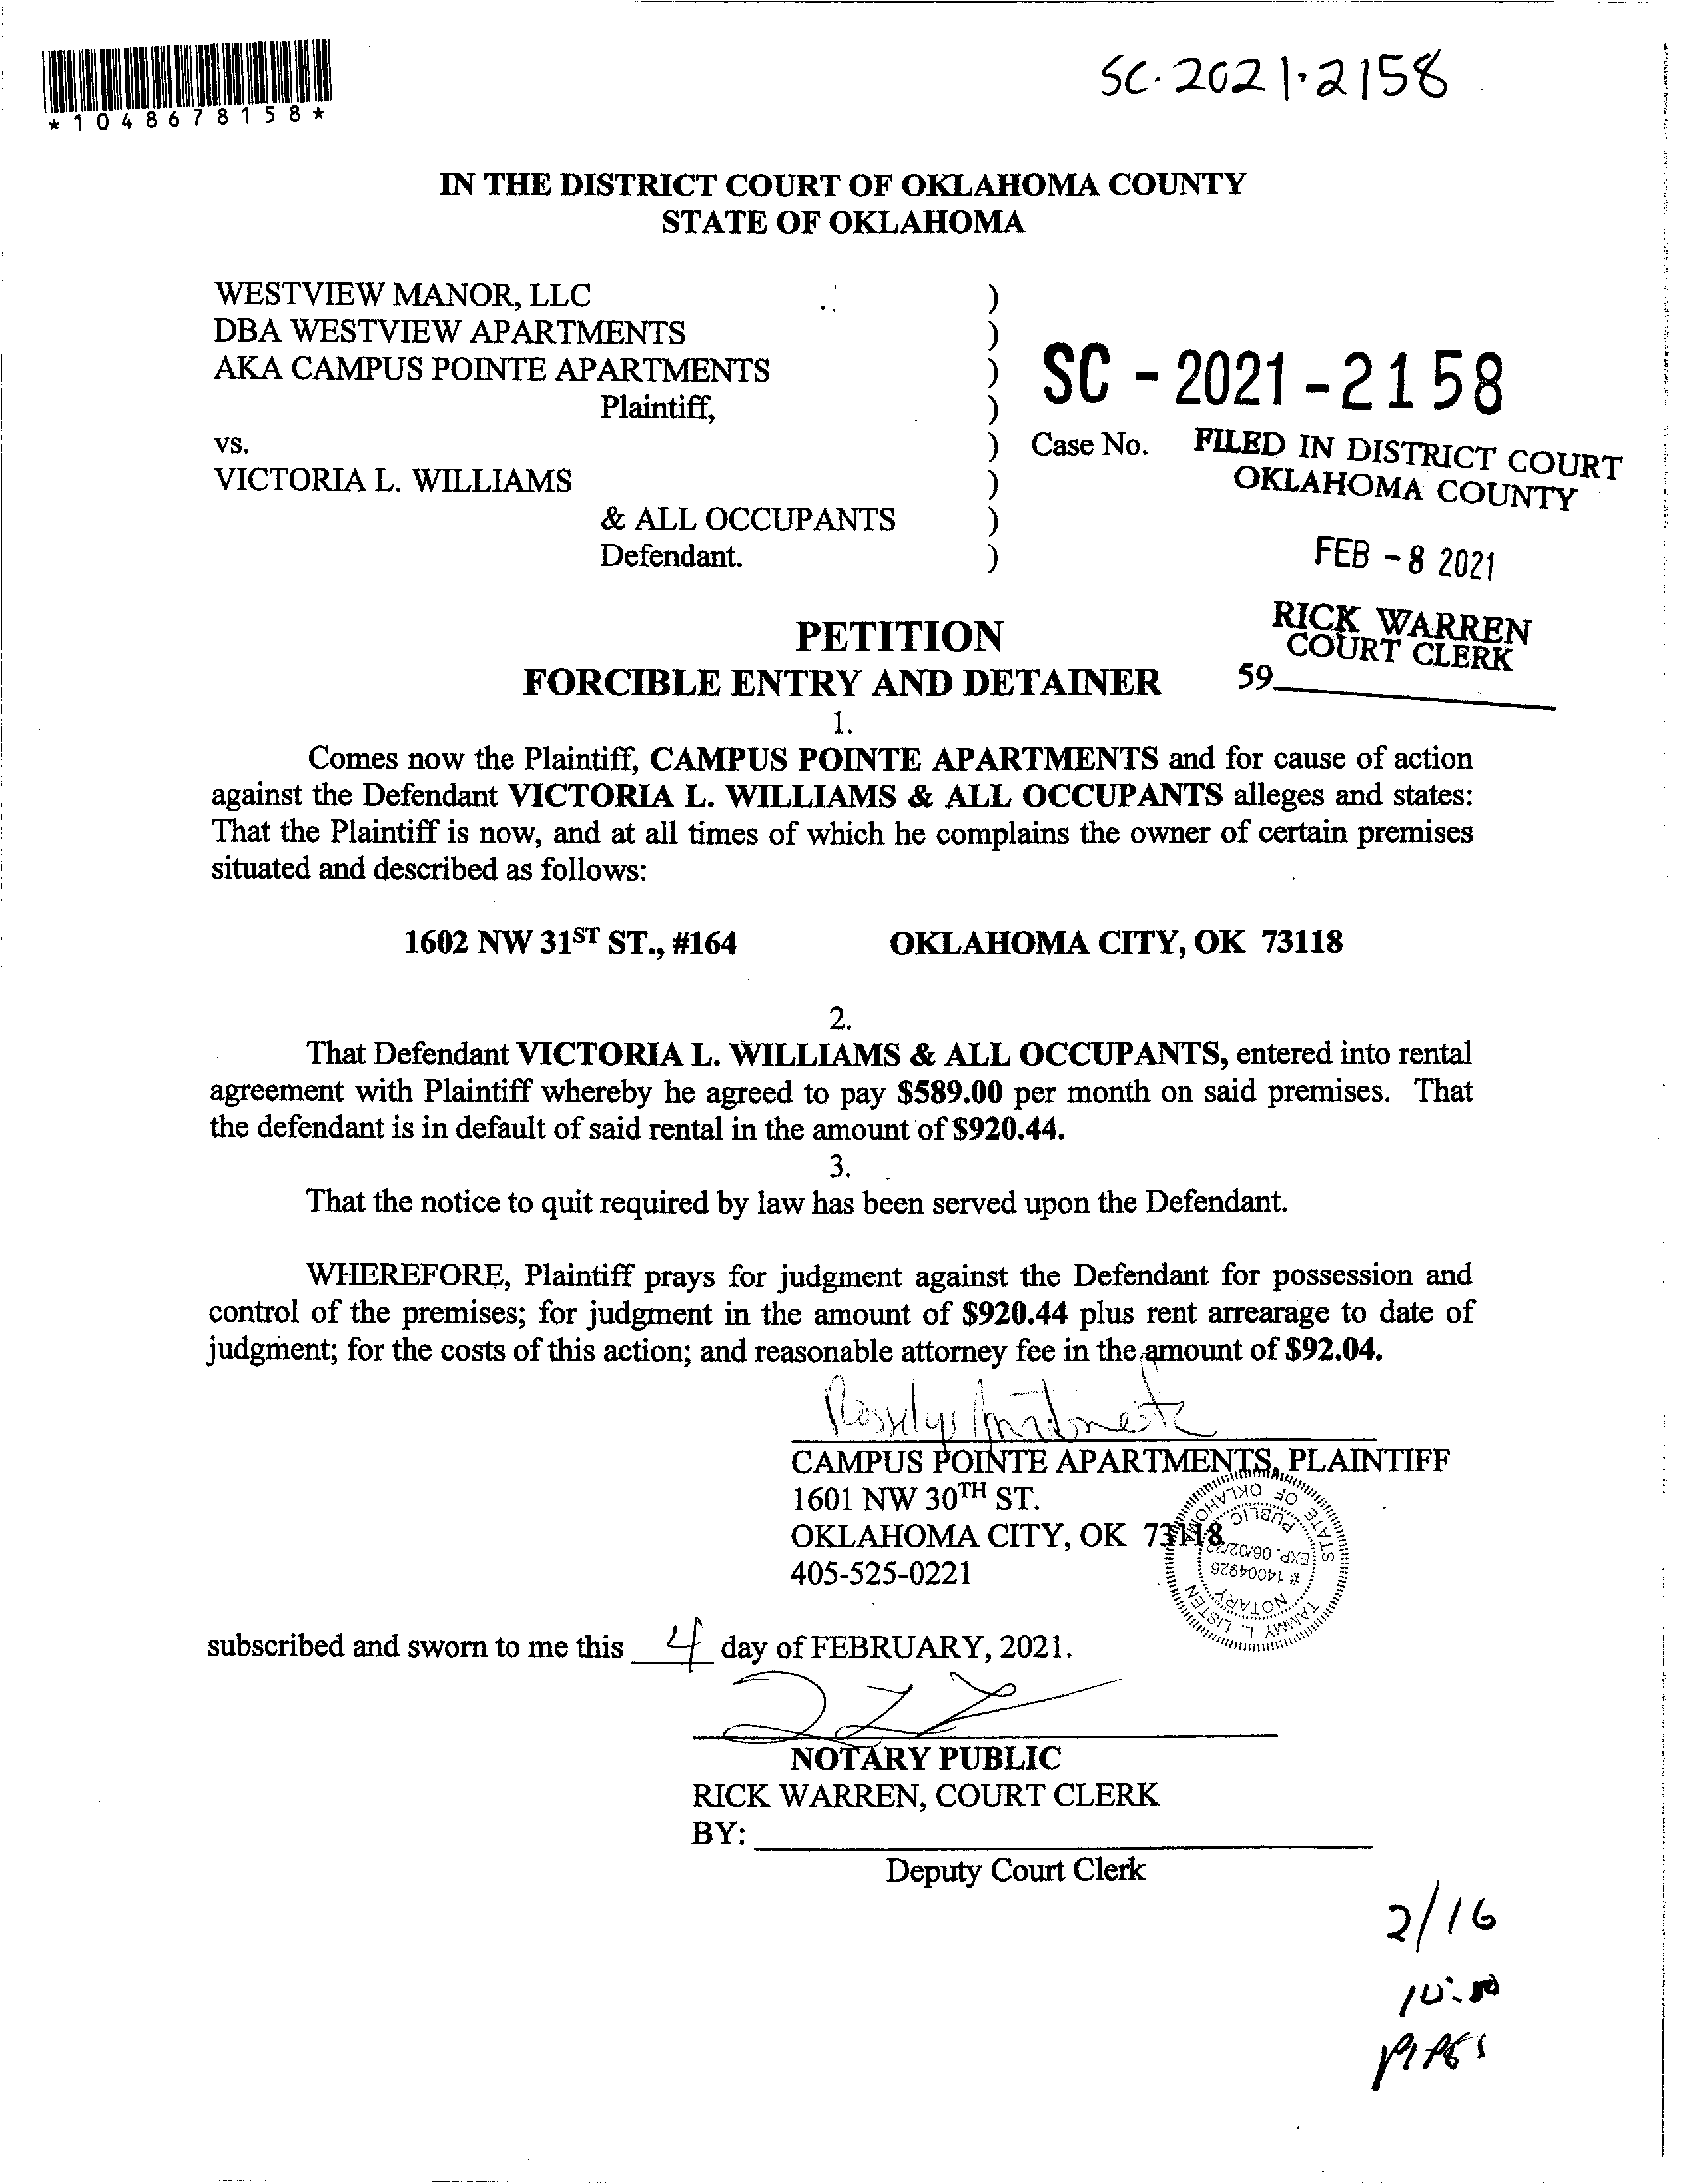 SC-2021-2158
*1048678158*
IN THE DISTRICT COURT OF OKLAHOMA COUNTY
STATE OF OKLAHOMA
WESTVIEW MANOR, LLC )
DBA WESTVIEW APARTMENTS )
AKA CAMPUS POINTE APARTMENTS )
Plaintiff, )
SC - 2021 - 2158
vs. ) Case No.
VICTORIA L. WILLIAMS )
& ALL OCCUPANTS )
Defendant. )
FILED IN DISTRICT COURT
OKLAHOMA COUNTY
FEB - 8 2021
RICK WARREN
COURT CLERK
59
PETITION
FORCIBLE ENTRY AND DETAINER
1.
Comes now the Plaintiff, CAMPUS POINTE APARTMENTS and for cause of action
against the Defendant VICTORIA L. WILLIAMS & ALL OCCUPANTS alleges and states:
That the Plaintiff is now, and at all times of which he complains the owner of certain premises
situated and described as follows:
1602 NW 31ST ST., #164 OKLAHOMA CITY, OK 73118
2.
That Defendant VICTORIA L. WILLIAMS & ALL OCCUPANTS, entered into rental
agreement with Plaintiff whereby he agreed to pay $589.00 per month on said premises. That
the defendant is in default of said rental in the amount of $920.44.
3.
That the notice to quit required by law has been served upon the Defendant.
WHEREFORE, Plaintiff prays for judgment against the Defendant for possession and
control of the premises; for judgment in the amount of $920.44 plus rent arrearage to date of
judgment; for the costs of this action; and reasonable attorney fee in the amount of $92.04.
CAMPUS POINTE APARTMENTS, PLAINTIFF
1601 NW 30TH ST.
OKLAHOMA CITY, OK 73118
405-525-0221
TAMMY L. LISTEN
NOTARY
# 14004926
EXP. 06/02/22
PUBLIC
STATE OF OKLAHOMA
subscribed and sworn to me this 4 day of FEBRUARY, 2021.
NOTARY PUBLIC
RICK WARREN, COURT CLERK
BY:
Deputy Court Clerk
2/16